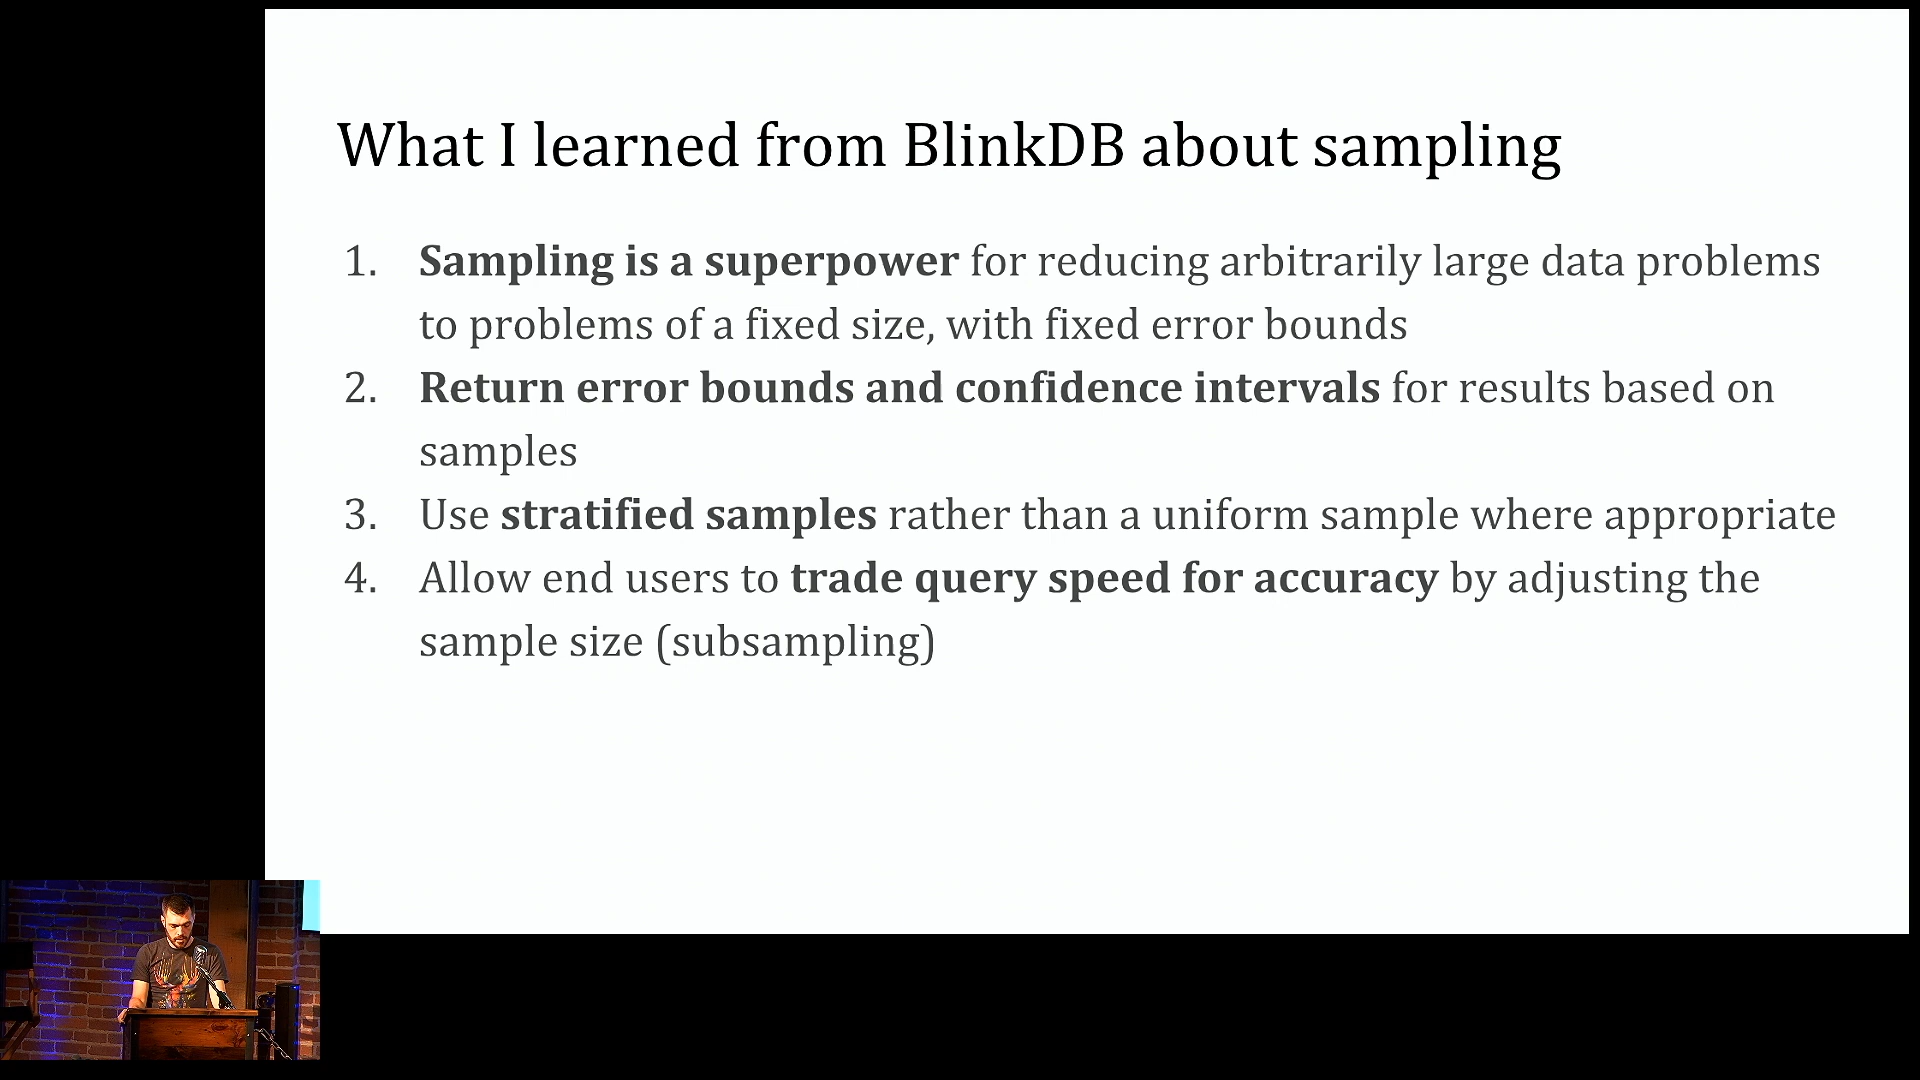 What I learned from BlinkDB about sampling
1. Sampling is a superpower for reducing arbitrarily large data problems
to problems of a fixed size, with fixed error bounds
2. Return error bounds and confidence intervals for results based on
samples
3. Use stratified samples rather than a uniform sample where appropriate
4. Allow end users to trade query speed for accuracy by adjusting the
sample size (subsampling)